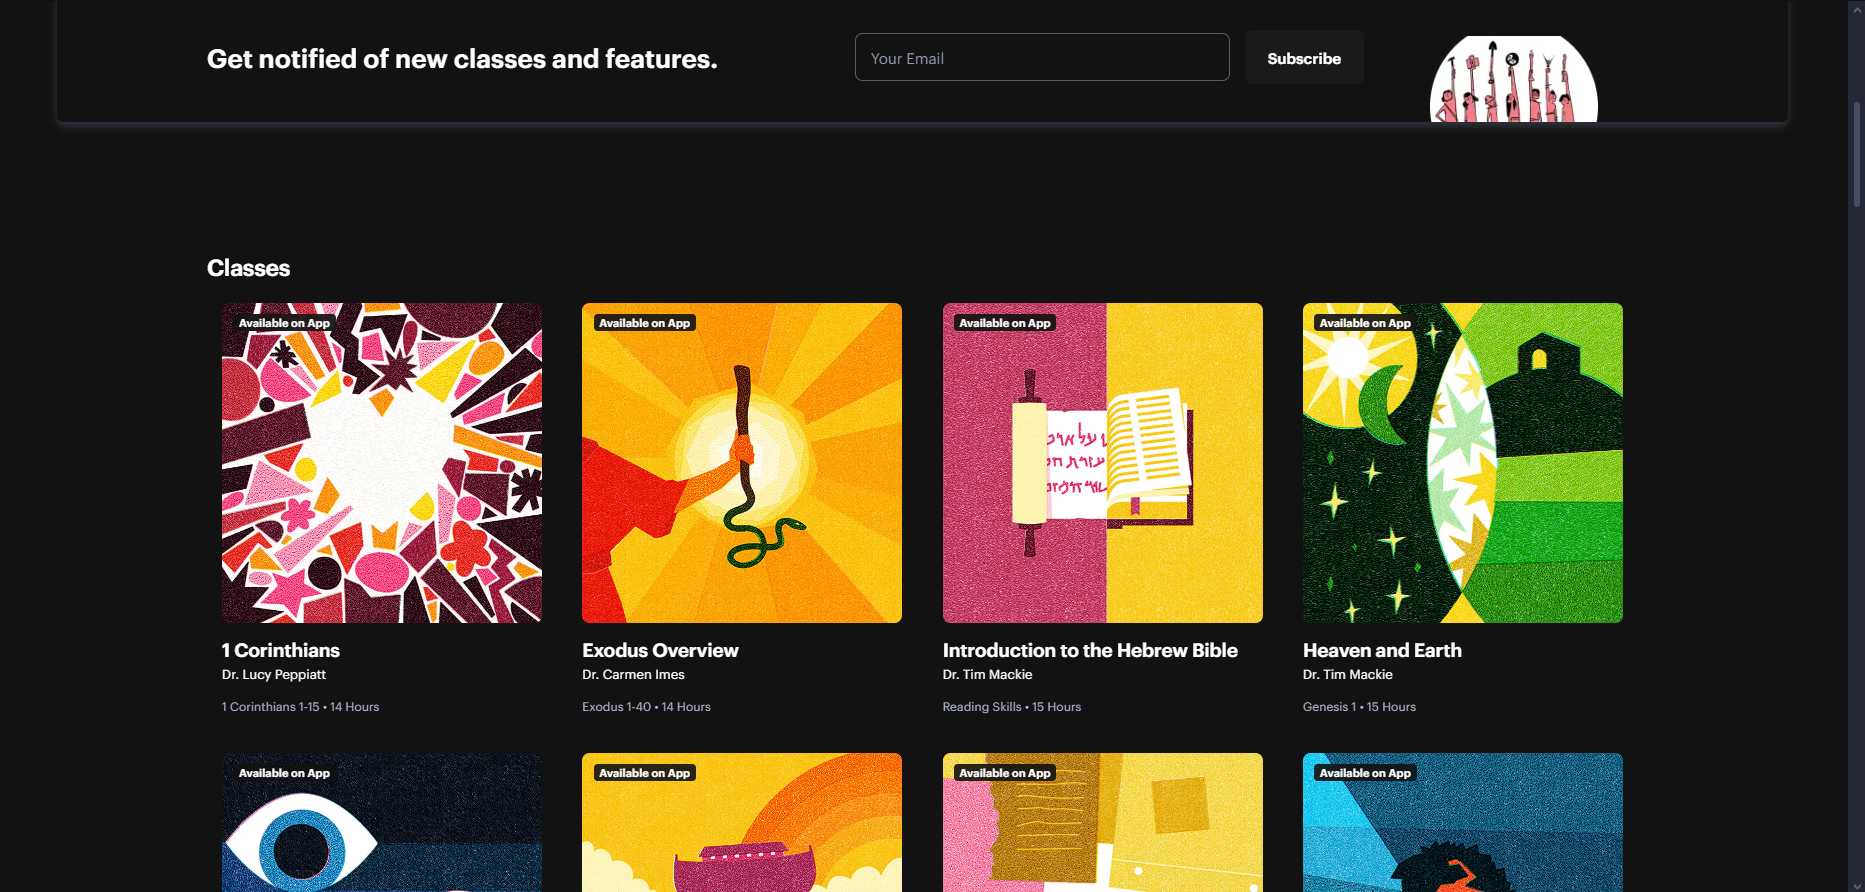 Get notified of new classes and features.
Your Email
Subscribe
Classes
Available on App
Available on App
Available on App
Available on App
1 Corinthians
Dr. Lucy Peppiatt
1 Corinthians 1-15 • 14 Hours
Exodus Overview
Dr. Carmen Imes
Exodus 1-40 • 14 Hours
Introduction to the Hebrew Bible
Dr. Tim Mackie
Reading Skills • 15 Hours
Heaven and Earth
Dr. Tim Mackie
Genesis 1 • 15 Hours
Available on App
Available on App
Available on App
Available on App